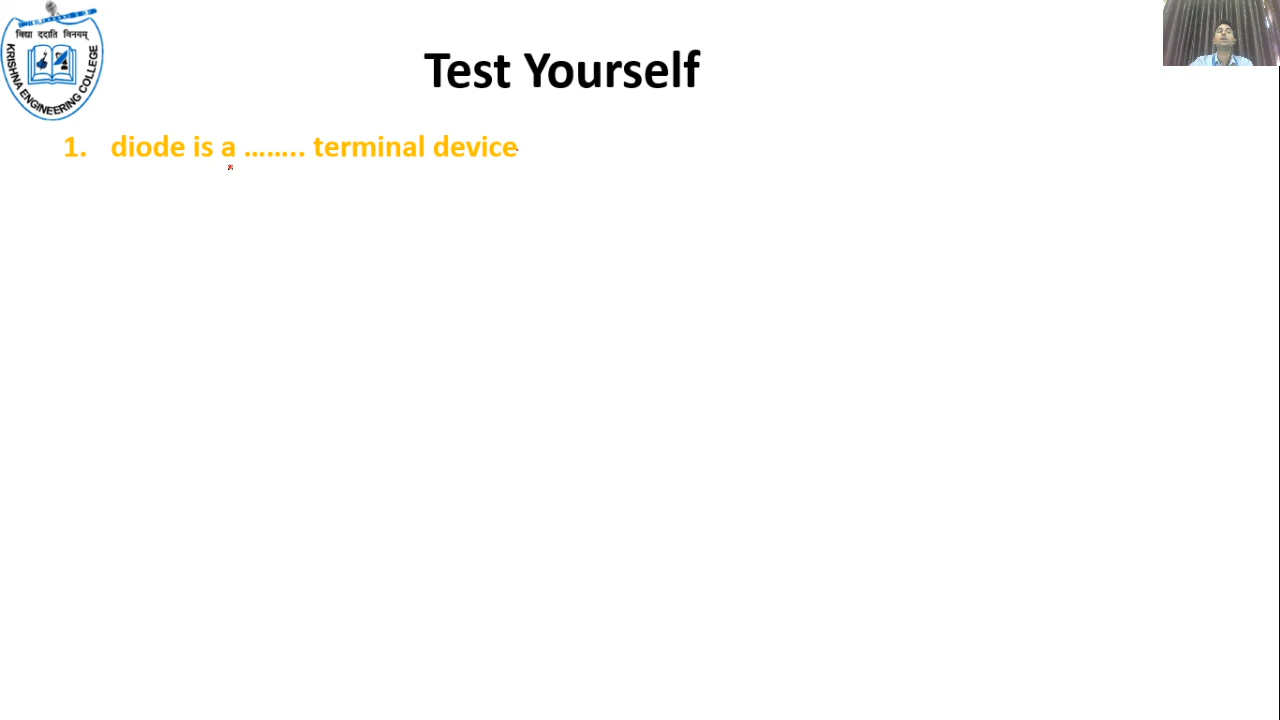 विद्या ददाति विनयम्
KRISHNA ENGINEERING COLLEGE
Test Yourself
1. diode is a …….. terminal device